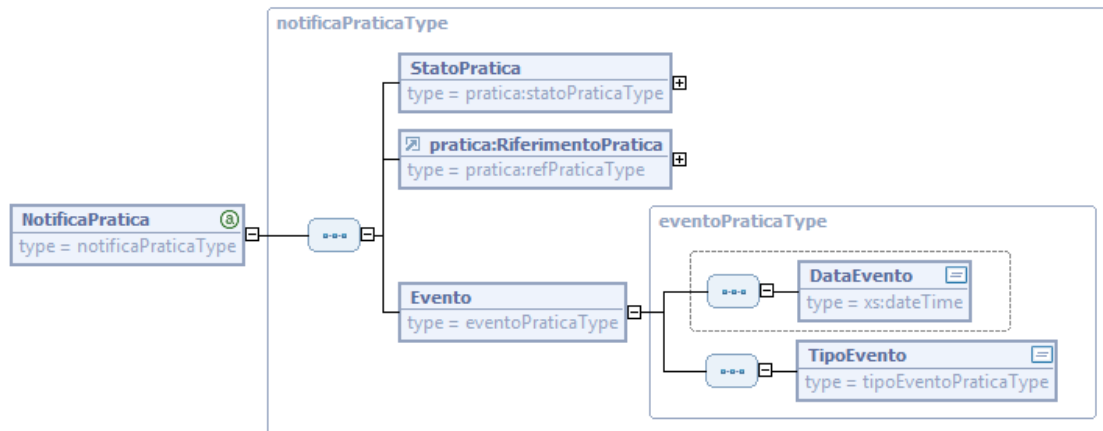 notificaPraticaType
StatoPratica
type = pratica:statoPraticaType
pratica:RiferimentoPratica
type = pratica:refPraticaType
NotificaPratica a
type = notificaPraticaType
eventoPraticaType
DataEvento
type = xs:dateTime
Evento
type = eventoPraticaType
TipoEvento
type = tipoEventoPraticaType